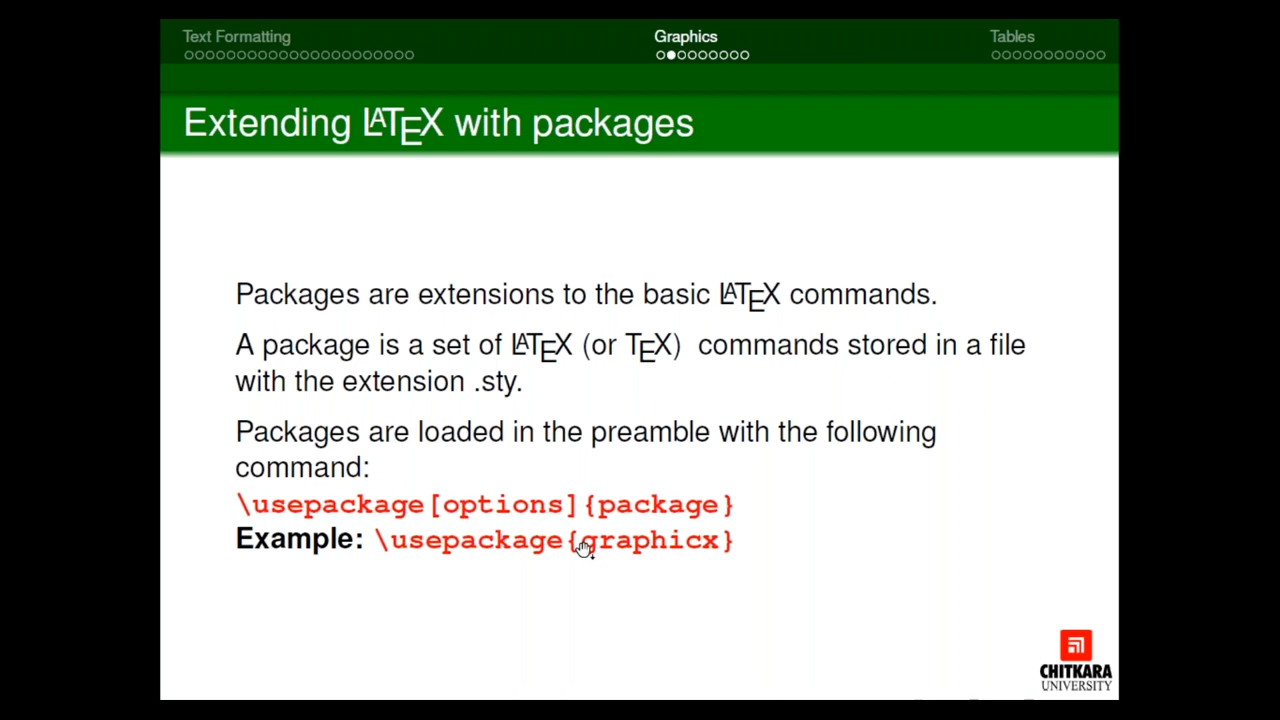 Text Formatting Graphics Tables
Extending LATEX with packages
Packages are extensions to the basic LATEX commands.
A package is a set of LATEX (or TEX) commands stored in a file
with the extension .sty.
Packages are loaded in the preamble with the following
command:
\usepackage[options]{package}
Example: \usepackage{graphicx}
CHITKARA
UNIVERSITY